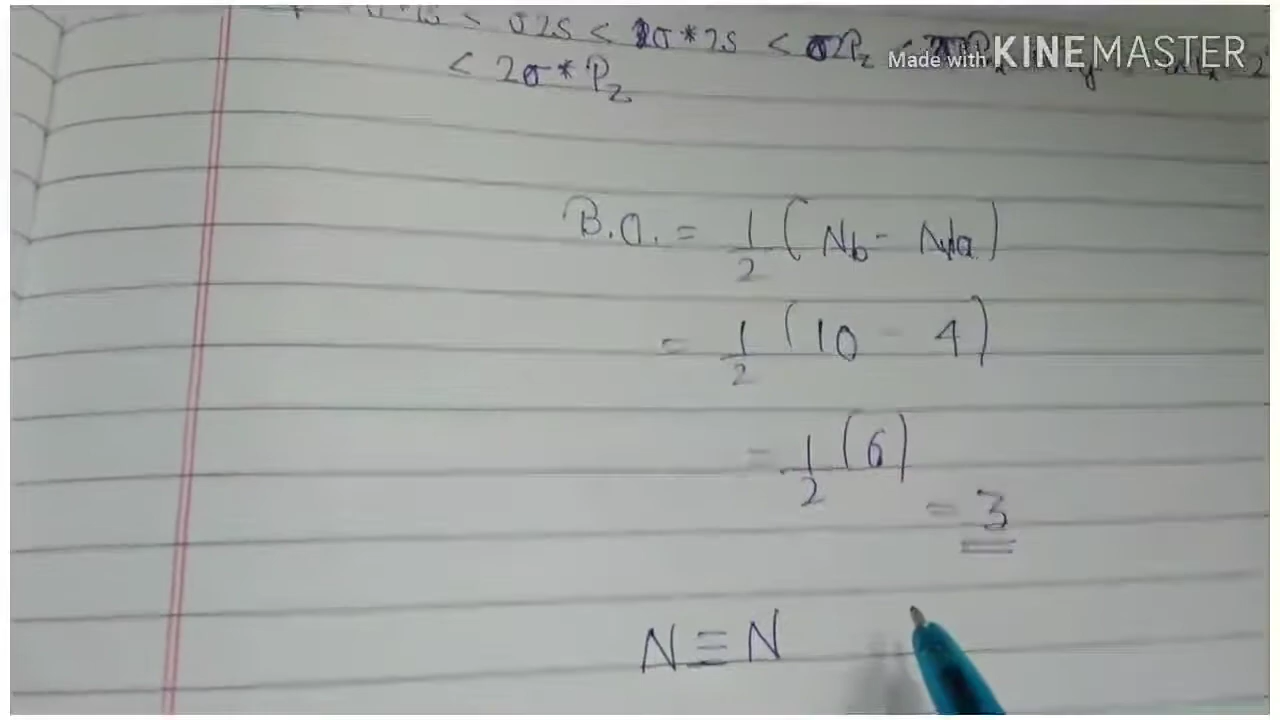 σ2s < σ*2s < σ2Pz <
Made with KINEMASTER
< 2σ* Pz
B.O. = 1/2 (Nb - Na)
= 1/2 (10 - 4)
= 1/2 (6)
= 3
N≡N